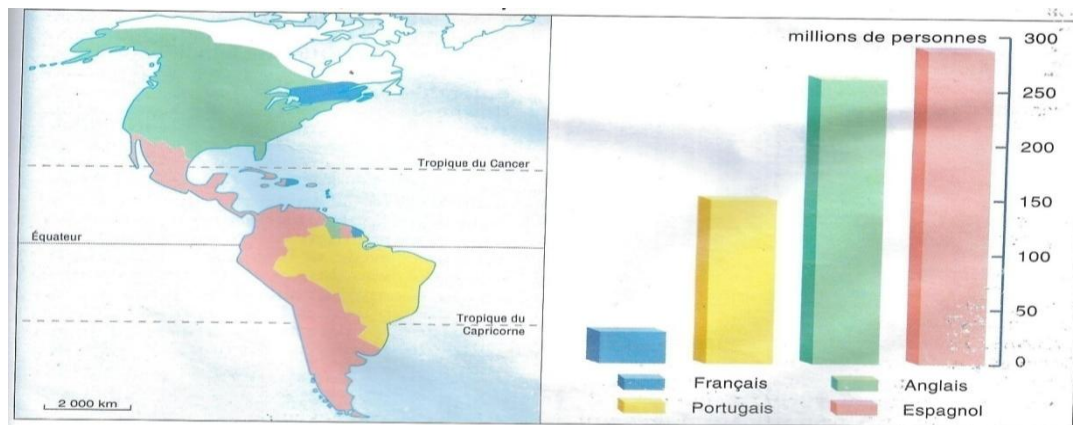 Tropique du Cancer
Équateur
Tropique du
Capricorne
2 000 km
millions de personnes
300
250
200
150
100
50
0
Français
Anglais
Portugais
Espagnol